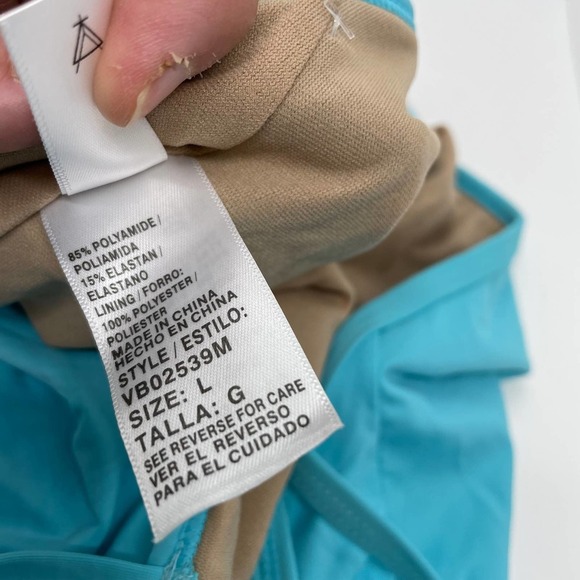 85% POLYAMIDE /
POLIAMIDA
15% ELASTAN /
ELASTANO
LINING / FORRO:
100% POLYESTER /
POLIESTER
MADE IN CHINA
HECHO EN CHINA
STYLE / ESTILO:
VB02539M
SIZE: L
TALLA: G
SEE REVERSE FOR CARE
VER EL REVERSO
PARA EL CUIDADO